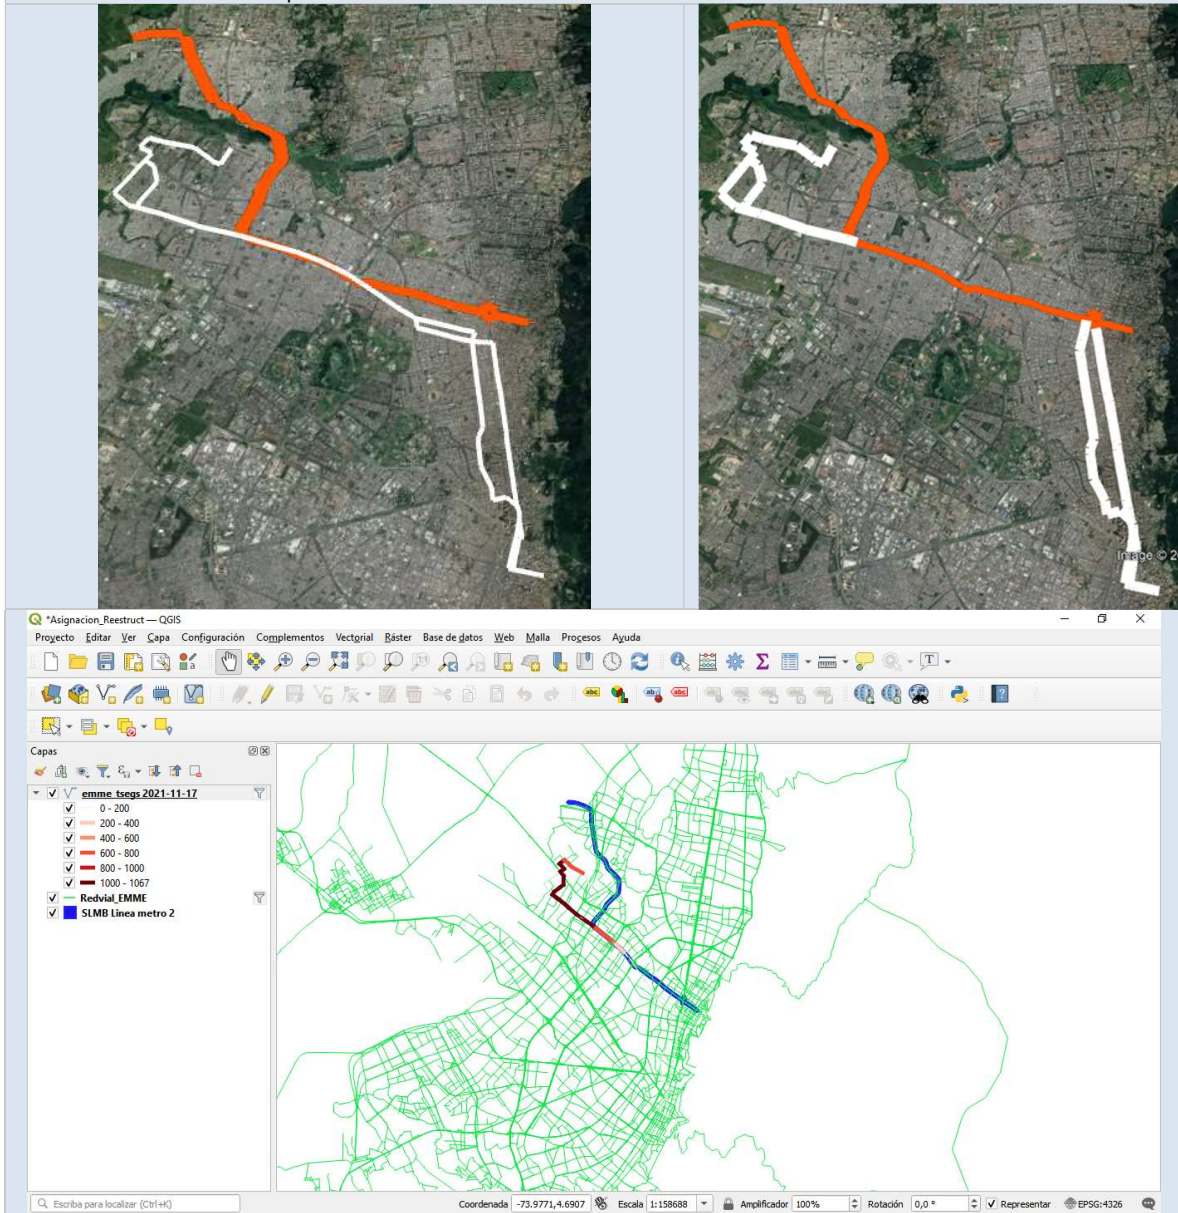 Image © 2
*Asignacion_Reestruct — QGIS
Proyecto Editar Ver Capa Configuración Complementos Vectorial Ráster Base de datos Web Malla Procesos Ayuda
Capas
emme_tsegs 2021-11-17
0 - 200
200 - 400
400 - 600
600 - 800
800 - 1000
1000 - 1067
Redvial_EMME
SLMB Linea metro 2
Escriba para localizar (Ctrl+K)
Coordenada -73.9771,4.6907 Escala 1:158688 Amplificador 100% Rotación 0,0 ° Representar EPSG:4326